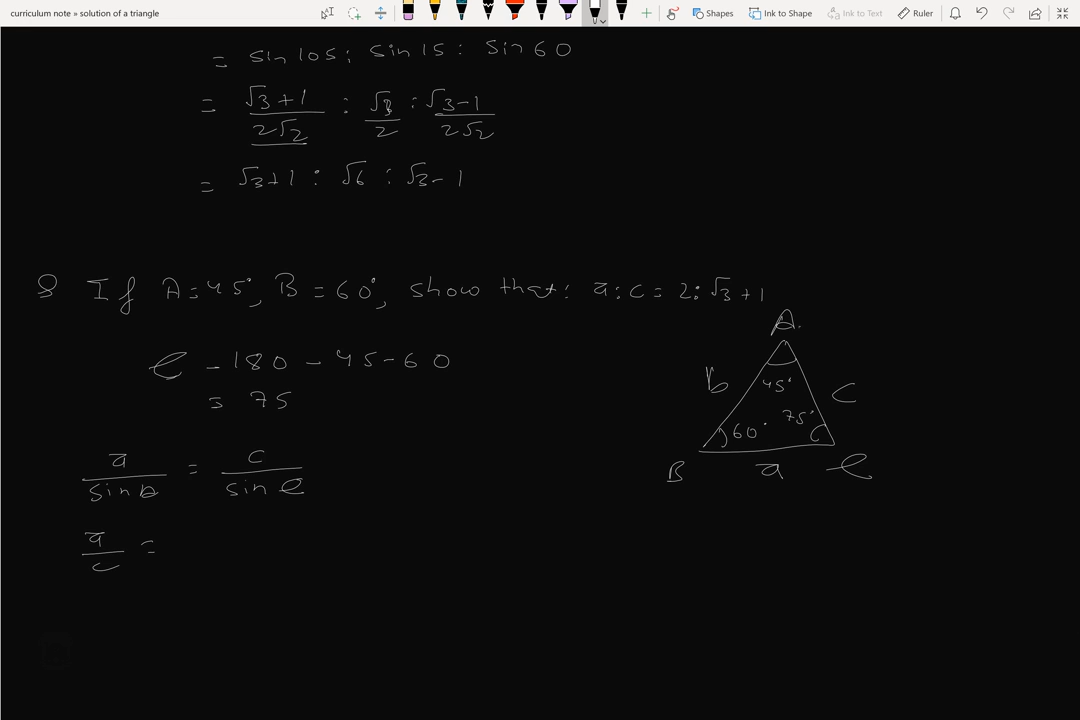 curriculum note » solution of a triangle
Shapes Ink to Shape Ink to Text Ruler
= sin 105 : sin 15 : sin 60
= √3+1/2√2 : √3/2 : √3-1/2√2
= √3+1 : √6 : √3-1
Q If A=45°, B=60°, show that: a:c = 2:√3+1
C - 180 - 45 - 60
= 75
a/sin A = c/sin C
a/c =
A.
b 45° c
60° 75°
B a C